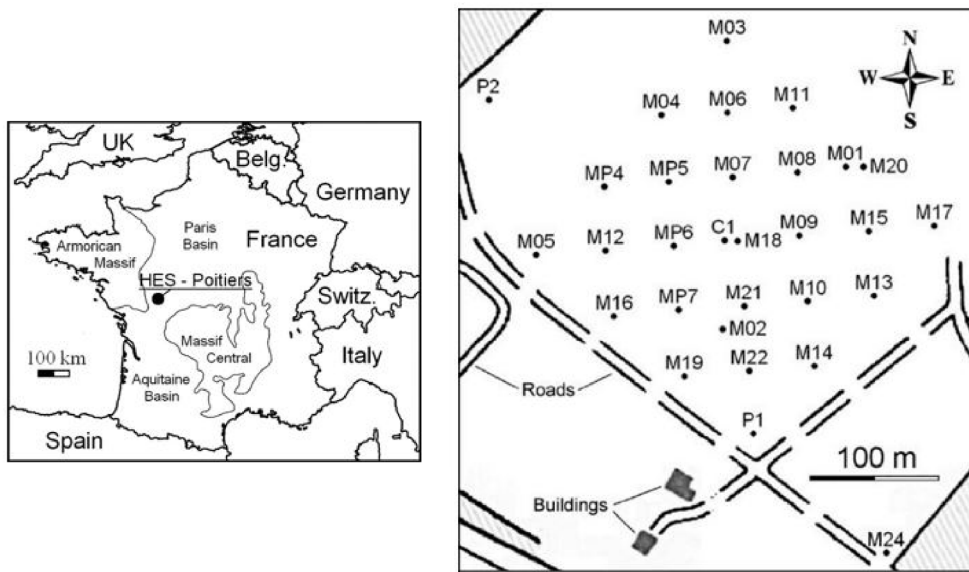 UK
Belg.
Germany
Paris
Basin
France
Armorican
Massif
HES - Poitiers
Switz.
100 km
Massif
Central
Italy
Aquitaine
Basin
Spain
M03
N
W E
S
P2
M04
M06
M11
MP4
MP5
M07
M08
M01
M20
M05
M12
MP6
C1
M18
M09
M15
M17
M16
MP7
M21
M10
M13
M02
M19
M22
M14
Roads
P1
100 m
Buildings
M24